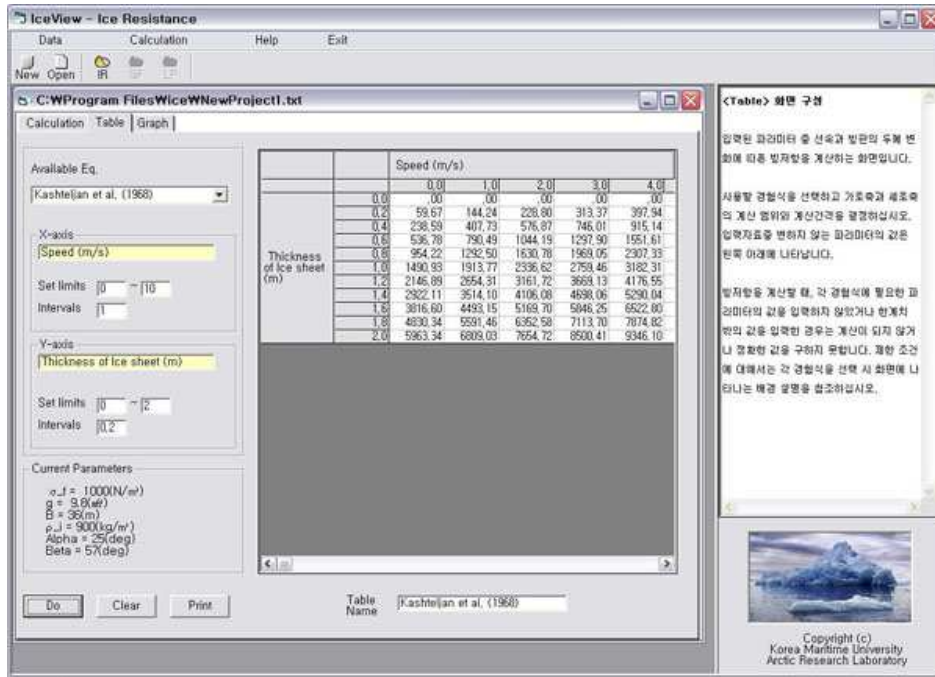 IceView - Ice Resistance
Data Calculation Help Exit
New Open IR
C:₩Program Files₩ice₩NewProject1.txt
Calculation Table Graph
Available Eq.
Kashteljan et al, (1968)
X-axis
Speed (m/s)
Set limits 0 ~ 10
Intervals 1
Y-axis
Thickness of Ice sheet (m)
Set limits 0 ~ 2
Intervals 0,2
Current Parameters
σ_f = 1000(N/m²)
g = 9.8
B = 36(m)
ρ_i = 900(kg/m³)
Alpha = 25(deg)
Beta = 57(deg)
Do Clear Print
Speed (m/s)
0,0 1,0 2,0 3,0 4,0
Thickness of Ice sheet (m)
0,0 ,00 ,00 ,00 ,00 ,00
0,2 59,67 144,24 228,80 313,37 397,94
0,4 238,59 407,73 576,87 746,01 915,14
0,6 536,78 790,49 1044,19 1297,90 1551,61
0,8 954,22 1292,50 1630,78 1969,05 2307,33
1,0 1490,93 1913,77 2336,62 2759,46 3182,31
1,2 2146,89 2654,31 3161,72 3669,13 4176,55
1,4 2922,11 3514,10 4106,08 4698,06 5290,04
1,6 3816,60 4493,15 5169,70 5846,25 6522,80
1,8 4830,34 5591,46 6352,58 7113,70 7874,82
2,0 5963,34 6809,03 7654,72 8500,41 9346,10
Table Name Kashteljan et al, (1968)
<Table> 화면 구성
입력된 파라미터 중 선속과 빙판의 두께 변
화에 따른 빙저항을 계산하는 화면입니다.
사용할 경험식을 선택하고 가로축과 세로축
의 계산 범위와 계산간격을 결정하십시오.
입력자료중 변하지 않는 파라미터의 값은
왼쪽 아래에 나타납니다.
빙저항을 계산할 때, 각 경험식에 필요한 파
라미터의 값을 입력하지 않았거나 한계치
밖의 값을 입력한 경우는 계산이 되지 않거
나 정확한 값을 구하지 못합니다. 제한 조건
에 대해서는 각 경험식을 선택 시 화면에 나
타나는 배경 설명을 참조하십시오.
Copyright (c)
Korea Maritime University
Arctic Research Laboratory